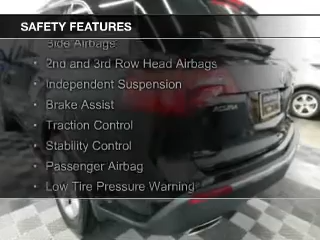 SAFETY FEATURES
Side Airbags
• 2nd and 3rd Row Head Airbags
• Independent Suspension
• Brake Assist
• Traction Control
• Stability Control
• Passenger Airbag
• Low Tire Pressure Warning
ACURA